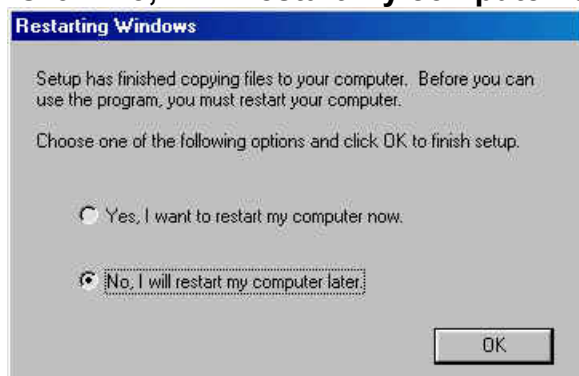 Restarting Windows
Setup has finished copying files to your computer. Before you can
use the program, you must restart your computer.
Choose one of the following options and click OK to finish setup.
Yes, I want to restart my computer now.
No, I will restart my computer later.
OK